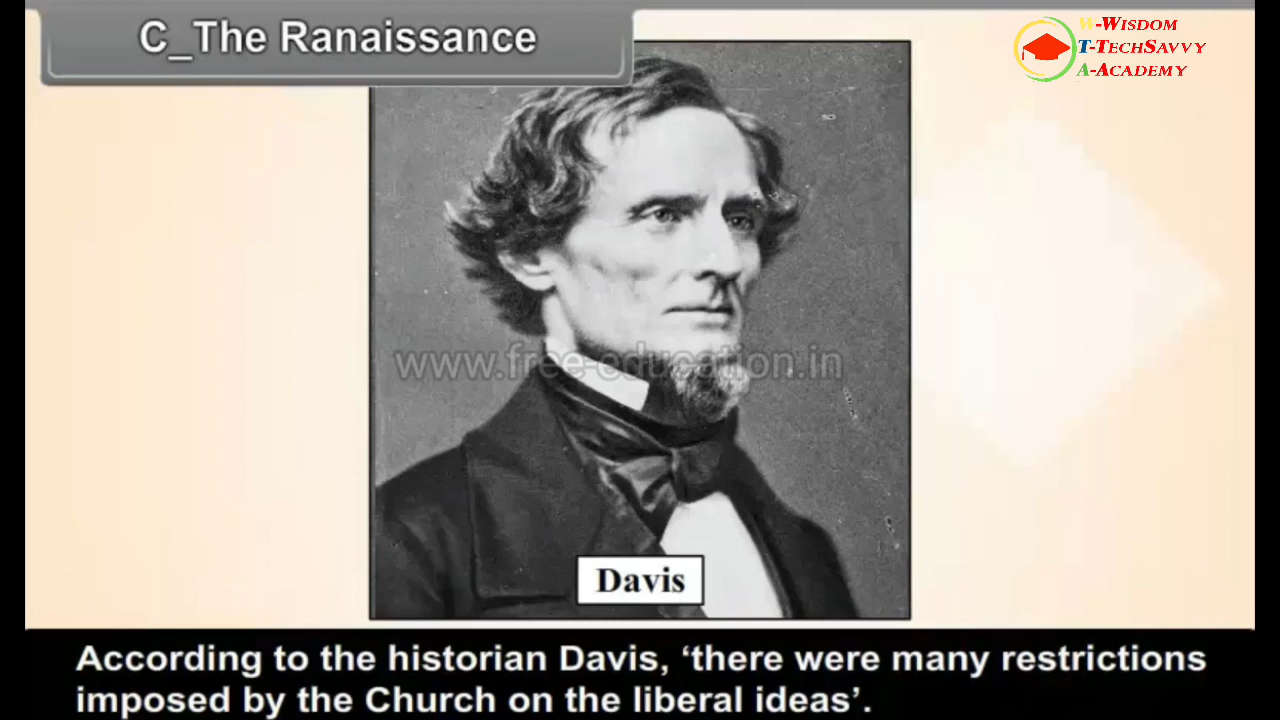 C_The Ranaissance
W-Wisdom
T-TechSavvy
A-Academy
www.free-education.in
Davis
According to the historian Davis, ‘there were many restrictions
imposed by the Church on the liberal ideas’.